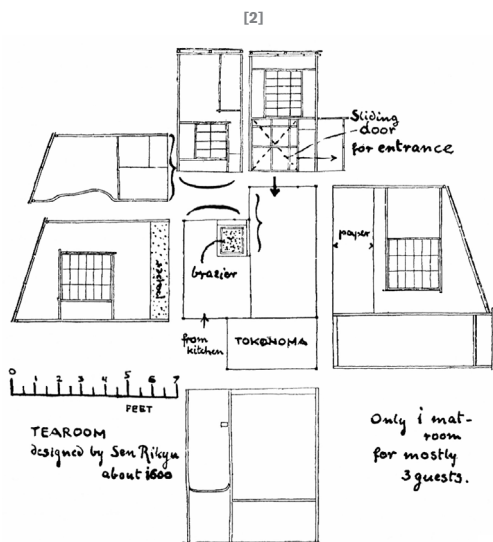 [2]
Sliding
door
for entrance
paper
paper
brazier
from
kitchen
TOKONOMA
0 1 2 3 4 5 6 7
FEET
TEAROOM
designed by Sen Rikyu
about 1600
Only 1 mat-
room
for mostly
3 guests.